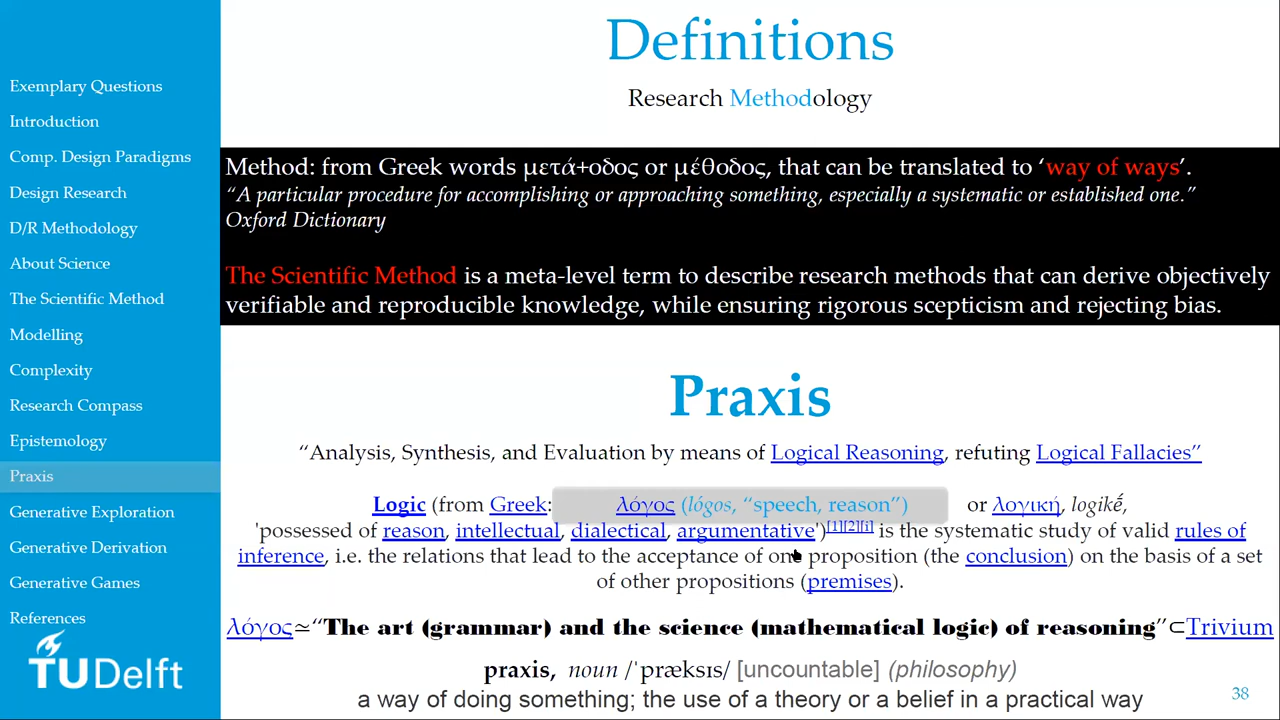 Definitions
Research Methodology
Exemplary Questions
Introduction
Comp. Design Paradigms
Design Research
D/R Methodology
About Science
The Scientific Method
Modelling
Complexity
Research Compass
Epistemology
Praxis
Generative Exploration
Generative Derivation
Generative Games
References
TUDelft
Method: from Greek words μετά+οδος or μέθοδος, that can be translated to ‘way of ways’.
“A particular procedure for accomplishing or approaching something, especially a systematic or established one.”
Oxford Dictionary
The Scientific Method is a meta-level term to describe research methods that can derive objectively
verifiable and reproducible knowledge, while ensuring rigorous scepticism and rejecting bias.
Praxis
“Analysis, Synthesis, and Evaluation by means of Logical Reasoning, refuting Logical Fallacies”
Logic (from Greek: λόγος (lógos, “speech, reason”) or λογική, logikḗ,
'possessed of reason, intellectual, dialectical, argumentative')[1][2][i] is the systematic study of valid rules of
inference, i.e. the relations that lead to the acceptance of one proposition (the conclusion) on the basis of a set
of other propositions (premises).
λόγος≃“The art (grammar) and the science (mathematical logic) of reasoning”⊂Trivium
praxis, noun /ˈpræksɪs/ [uncountable] (philosophy)
a way of doing something; the use of a theory or a belief in a practical way
38